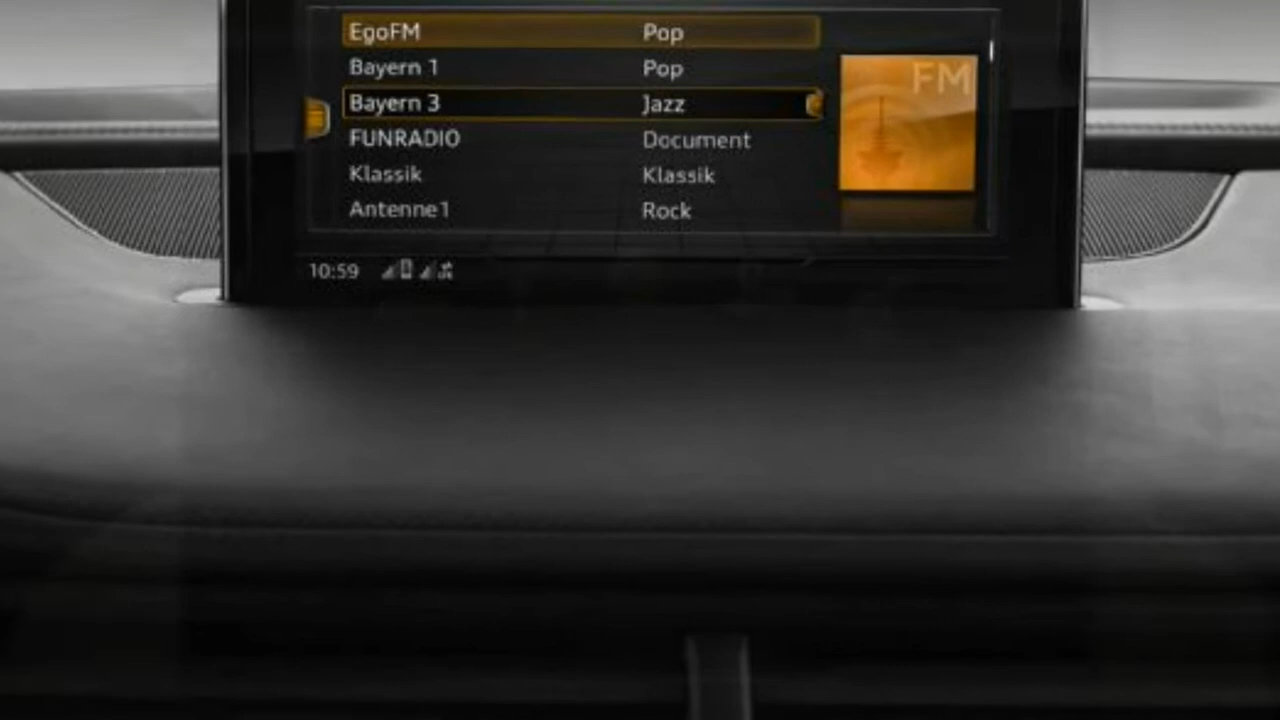 EgoFM Pop
Bayern 1 Pop
Bayern 3 Jazz
FUNRADIO Document
Klassik Klassik
Antenne1 Rock
FM
10:59